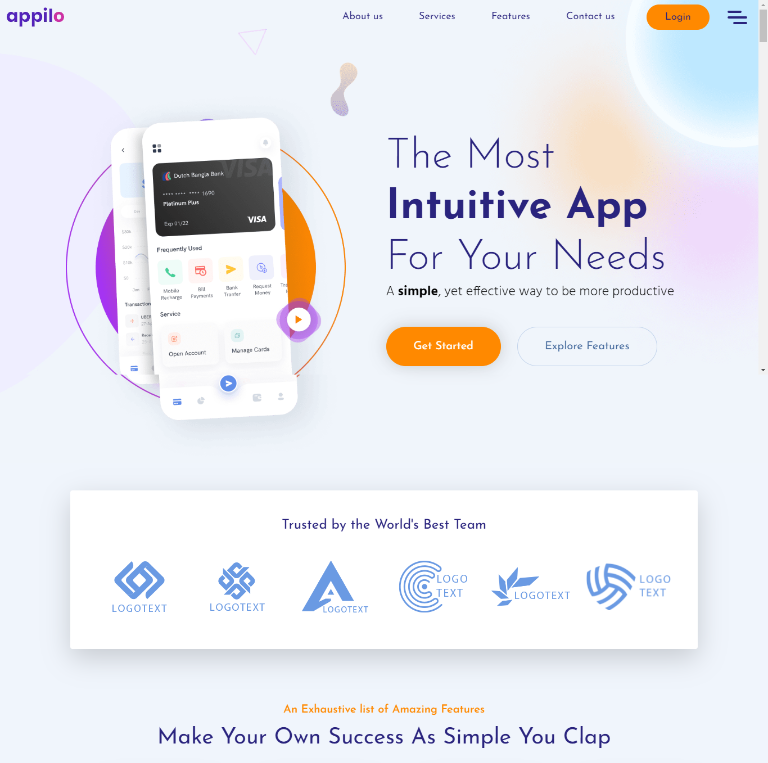 appilo
About us
Services
Features
Contact us
Login
The Most
Intuitive App
For Your Needs
A simple, yet effective way to be more productive
Get Started
Explore Features
Dutch Bangla Bank
VISA
•••• •••• •••• 1690
Platinum Plus
Exp 01/22
VISA
Frequently Used
Mobile
Recharge
Bill
Payments
Bank
Tranfer
Request
Money
Service
Open Account
Manage Cards
Trusted by the World's Best Team
LOGOTEXT
LOGOTEXT
LOGOTEXT
LOGO
TEXT
LOGOTEXT
LOGO
TEXT
An Exhaustive list of Amazing Features
Make Your Own Success As Simple You Clap